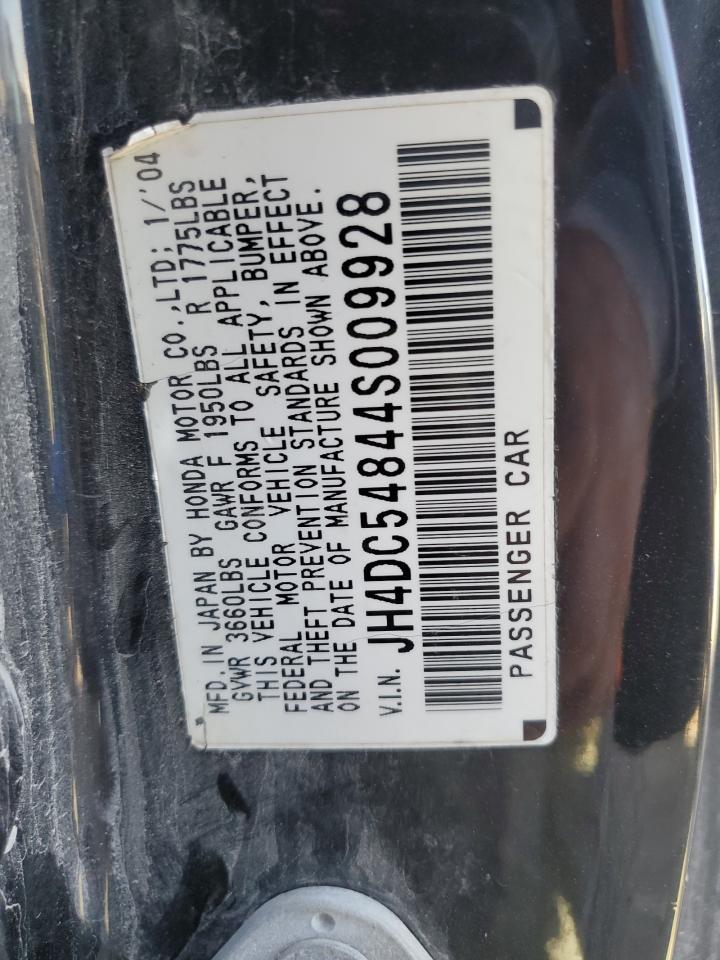 MFD. IN JAPAN BY HONDA MOTOR CO.,LTD; 1/'04
GVWR 3660LBS GAWR F 1950LBS R 1775LBS
THIS VEHICLE CONFORMS TO ALL APPLICABLE
FEDERAL MOTOR VEHICLE SAFETY, BUMPER,
AND THEFT PREVENTION STANDARDS IN EFFECT
ON THE DATE OF MANUFACTURE SHOWN ABOVE.
V.I.N. JH4DC54844S009928
PASSENGER CAR